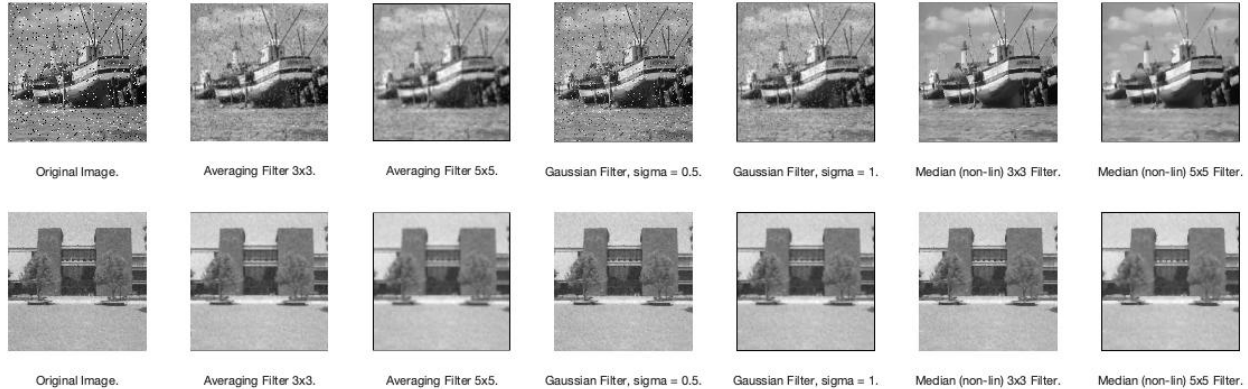 Original Image.
Averaging Filter 3x3.
Averaging Filter 5x5.
Gaussian Filter, sigma = 0.5.
Gaussian Filter, sigma = 1.
Median (non-lin) 3x3 Filter.
Median (non-lin) 5x5 Filter.
Original Image.
Averaging Filter 3x3.
Averaging Filter 5x5.
Gaussian Filter, sigma = 0.5.
Gaussian Filter, sigma = 1.
Median (non-lin) 3x3 Filter.
Median (non-lin) 5x5 Filter.